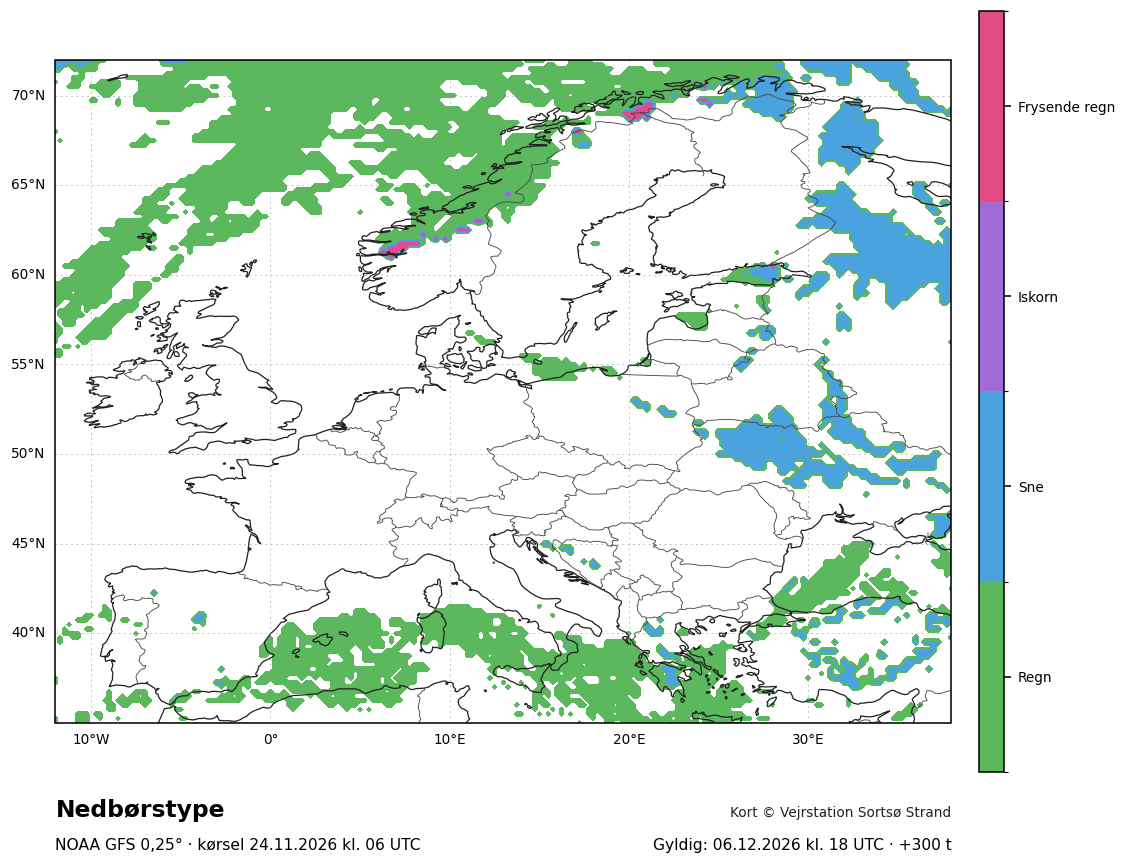 70°N
65°N
60°N
55°N
50°N
45°N
40°N
10°W
0°
10°E
20°E
30°E
Frysende regn
Iskorn
Sne
Regn
Nedbørstype
Kort © Vejrstation Sortsø Strand
NOAA GFS 0,25° · kørsel 24.11.2026 kl. 06 UTC
Gyldig: 06.12.2026 kl. 18 UTC · +300 t